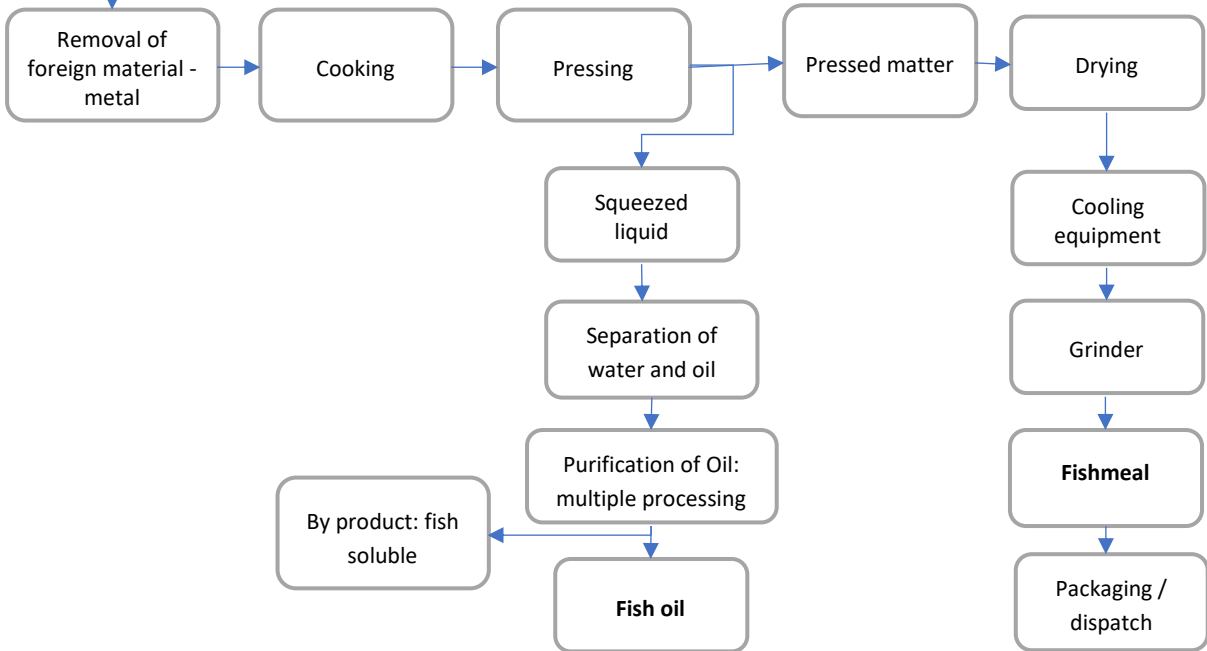 Removal of
foreign material -
metal
Cooking
Pressing
Pressed matter
Drying
Squeezed
liquid
Cooling
equipment
Separation of
water and oil
Grinder
Purification of Oil:
multiple processing
Fishmeal
By product: fish
soluble
Fish oil
Packaging /
dispatch